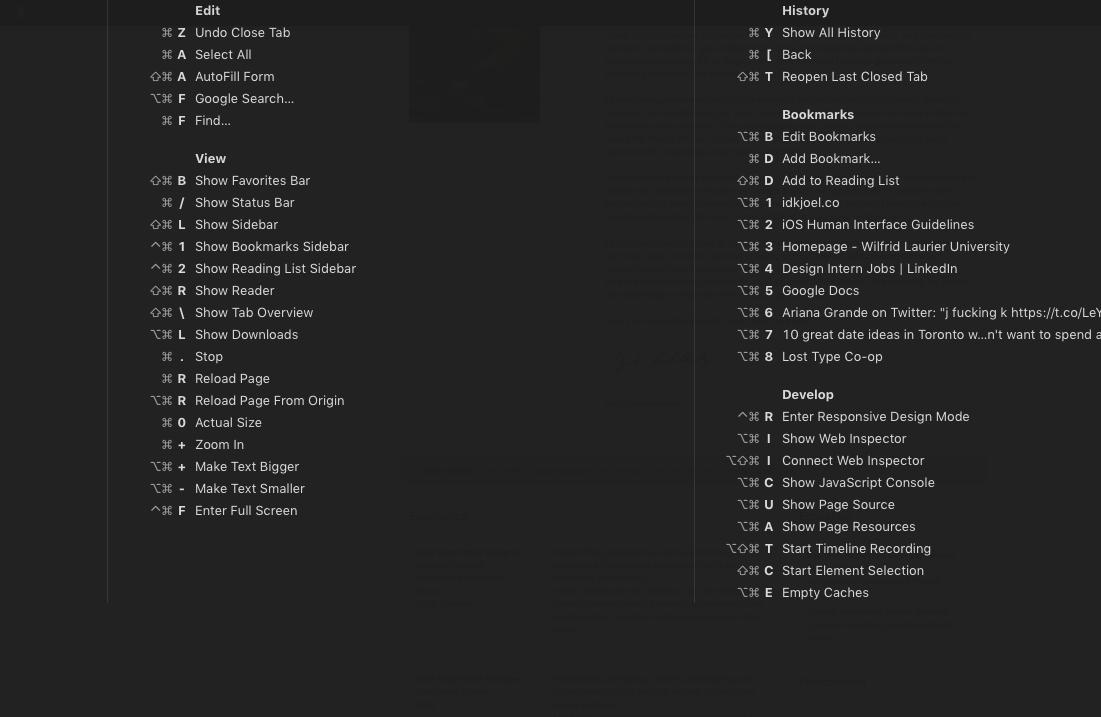 Edit
⌘ Z Undo Close Tab
⌘ A Select All
⇧⌘ A AutoFill Form
⌥⌘ F Google Search...
⌘ F Find...
View
⇧⌘ B Show Favorites Bar
⌘ / Show Status Bar
⇧⌘ L Show Sidebar
^⌘ 1 Show Bookmarks Sidebar
^⌘ 2 Show Reading List Sidebar
⇧⌘ R Show Reader
⇧⌘ \ Show Tab Overview
⌥⌘ L Show Downloads
⌘ . Stop
⌘ R Reload Page
⌥⌘ R Reload Page From Origin
⌘ 0 Actual Size
⌘ + Zoom In
⌥⌘ + Make Text Bigger
⌥⌘ - Make Text Smaller
^⌘ F Enter Full Screen
History
⌘ Y Show All History
⌘ [ Back
⇧⌘ T Reopen Last Closed Tab
Bookmarks
⌥⌘ B Edit Bookmarks
⌘ D Add Bookmark...
⇧⌘ D Add to Reading List
⌥⌘ 1 idkjoel.co
⌥⌘ 2 iOS Human Interface Guidelines
⌥⌘ 3 Homepage - Wilfrid Laurier University
⌥⌘ 4 Design Intern Jobs | LinkedIn
⌥⌘ 5 Google Docs
⌥⌘ 6 Ariana Grande on Twitter: "j fucking k https://t.co/LeY
⌥⌘ 7 10 great date ideas in Toronto w...n't want to spend a
⌥⌘ 8 Lost Type Co-op
Develop
^⌘ R Enter Responsive Design Mode
⌥⌘ I Show Web Inspector
⌥⇧⌘ I Connect Web Inspector
⌥⌘ C Show JavaScript Console
⌥⌘ U Show Page Source
⌥⌘ A Show Page Resources
⌥⇧⌘ T Start Timeline Recording
⇧⌘ C Start Element Selection
⌥⌘ E Empty Caches